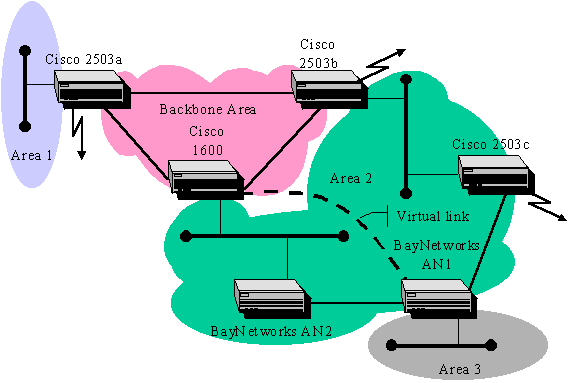 Cisco 2503a
Cisco
2503b
Backbone Area
Cisco
1600
Cisco 2503c
Area 1
Area 2
Virtual link
BayNetworks
AN1
BayNetworks AN2
Area 3